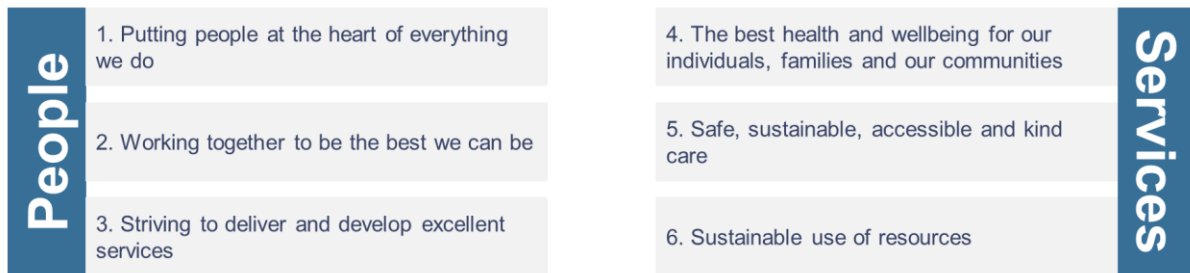 People
1. Putting people at the heart of everything
we do
2. Working together to be the best we can be
3. Striving to deliver and develop excellent
services
4. The best health and wellbeing for our
individuals, families and our communities
5. Safe, sustainable, accessible and kind
care
6. Sustainable use of resources
Services